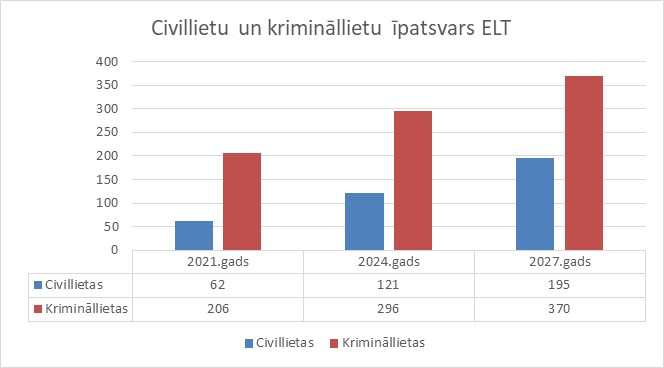 Civillietu un krimināllietu īpatsvars ELT
400
350
300
250
200
150
100
50
0
2021.gads 2024.gads 2027.gads
Civillietas 62 121 195
Krimināllietas 206 296 370
Civillietas Krimināllietas